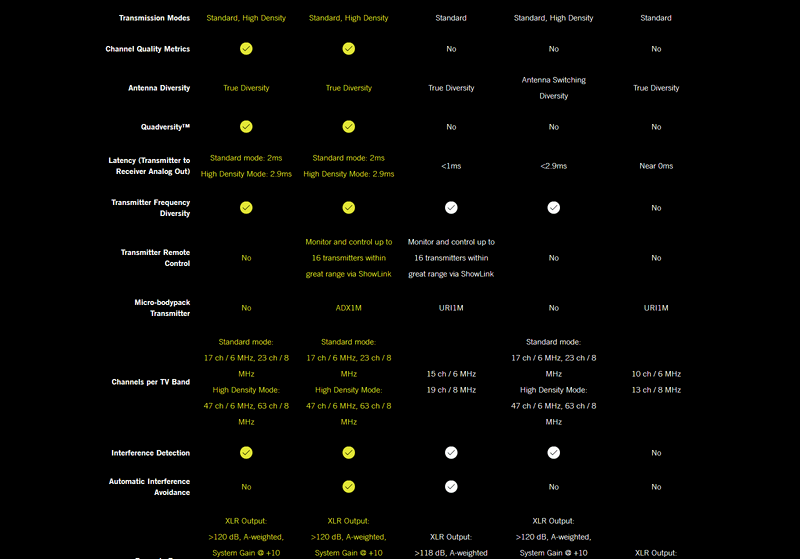 Transmission Modes Standard, High Density Standard, High Density Standard Standard, High Density Standard
Channel Quality Metrics No No No
Antenna Diversity True Diversity True Diversity True Diversity Antenna Switching Diversity True Diversity
Quadversity™ No No No
Latency (Transmitter to Receiver Analog Out) Standard mode: 2ms High Density Mode: 2.9ms Standard mode: 2ms High Density Mode: 2.9ms <1ms <2.9ms Near 0ms
Transmitter Frequency Diversity No
Transmitter Remote Control No Monitor and control up to 16 transmitters within great range via ShowLink Monitor and control up to 16 transmitters within great range via ShowLink No No
Micro-bodypack Transmitter No ADX1M URI1M No URI1M
Channels per TV Band Standard mode: 17 ch / 6 MHz, 23 ch / 8 MHz High Density Mode: 47 ch / 6 MHz, 63 ch / 8 MHz Standard mode: 17 ch / 6 MHz, 23 ch / 8 MHz High Density Mode: 47 ch / 6 MHz, 63 ch / 8 MHz 15 ch / 6 MHz 19 ch / 8 MHz Standard mode: 17 ch / 6 MHz, 23 ch / 8 MHz High Density Mode: 47 ch / 6 MHz, 63 ch / 8 MHz 10 ch / 6 MHz 13 ch / 8 MHz
Interference Detection No
Automatic Interference Avoidance No No No
XLR Output: >120 dB, A-weighted, System Gain @ +10 XLR Output: >120 dB, A-weighted, System Gain @ +10 XLR Output: >118 dB, A-weighted XLR Output: >120 dB, A-weighted, System Gain @ +10 XLR Output: